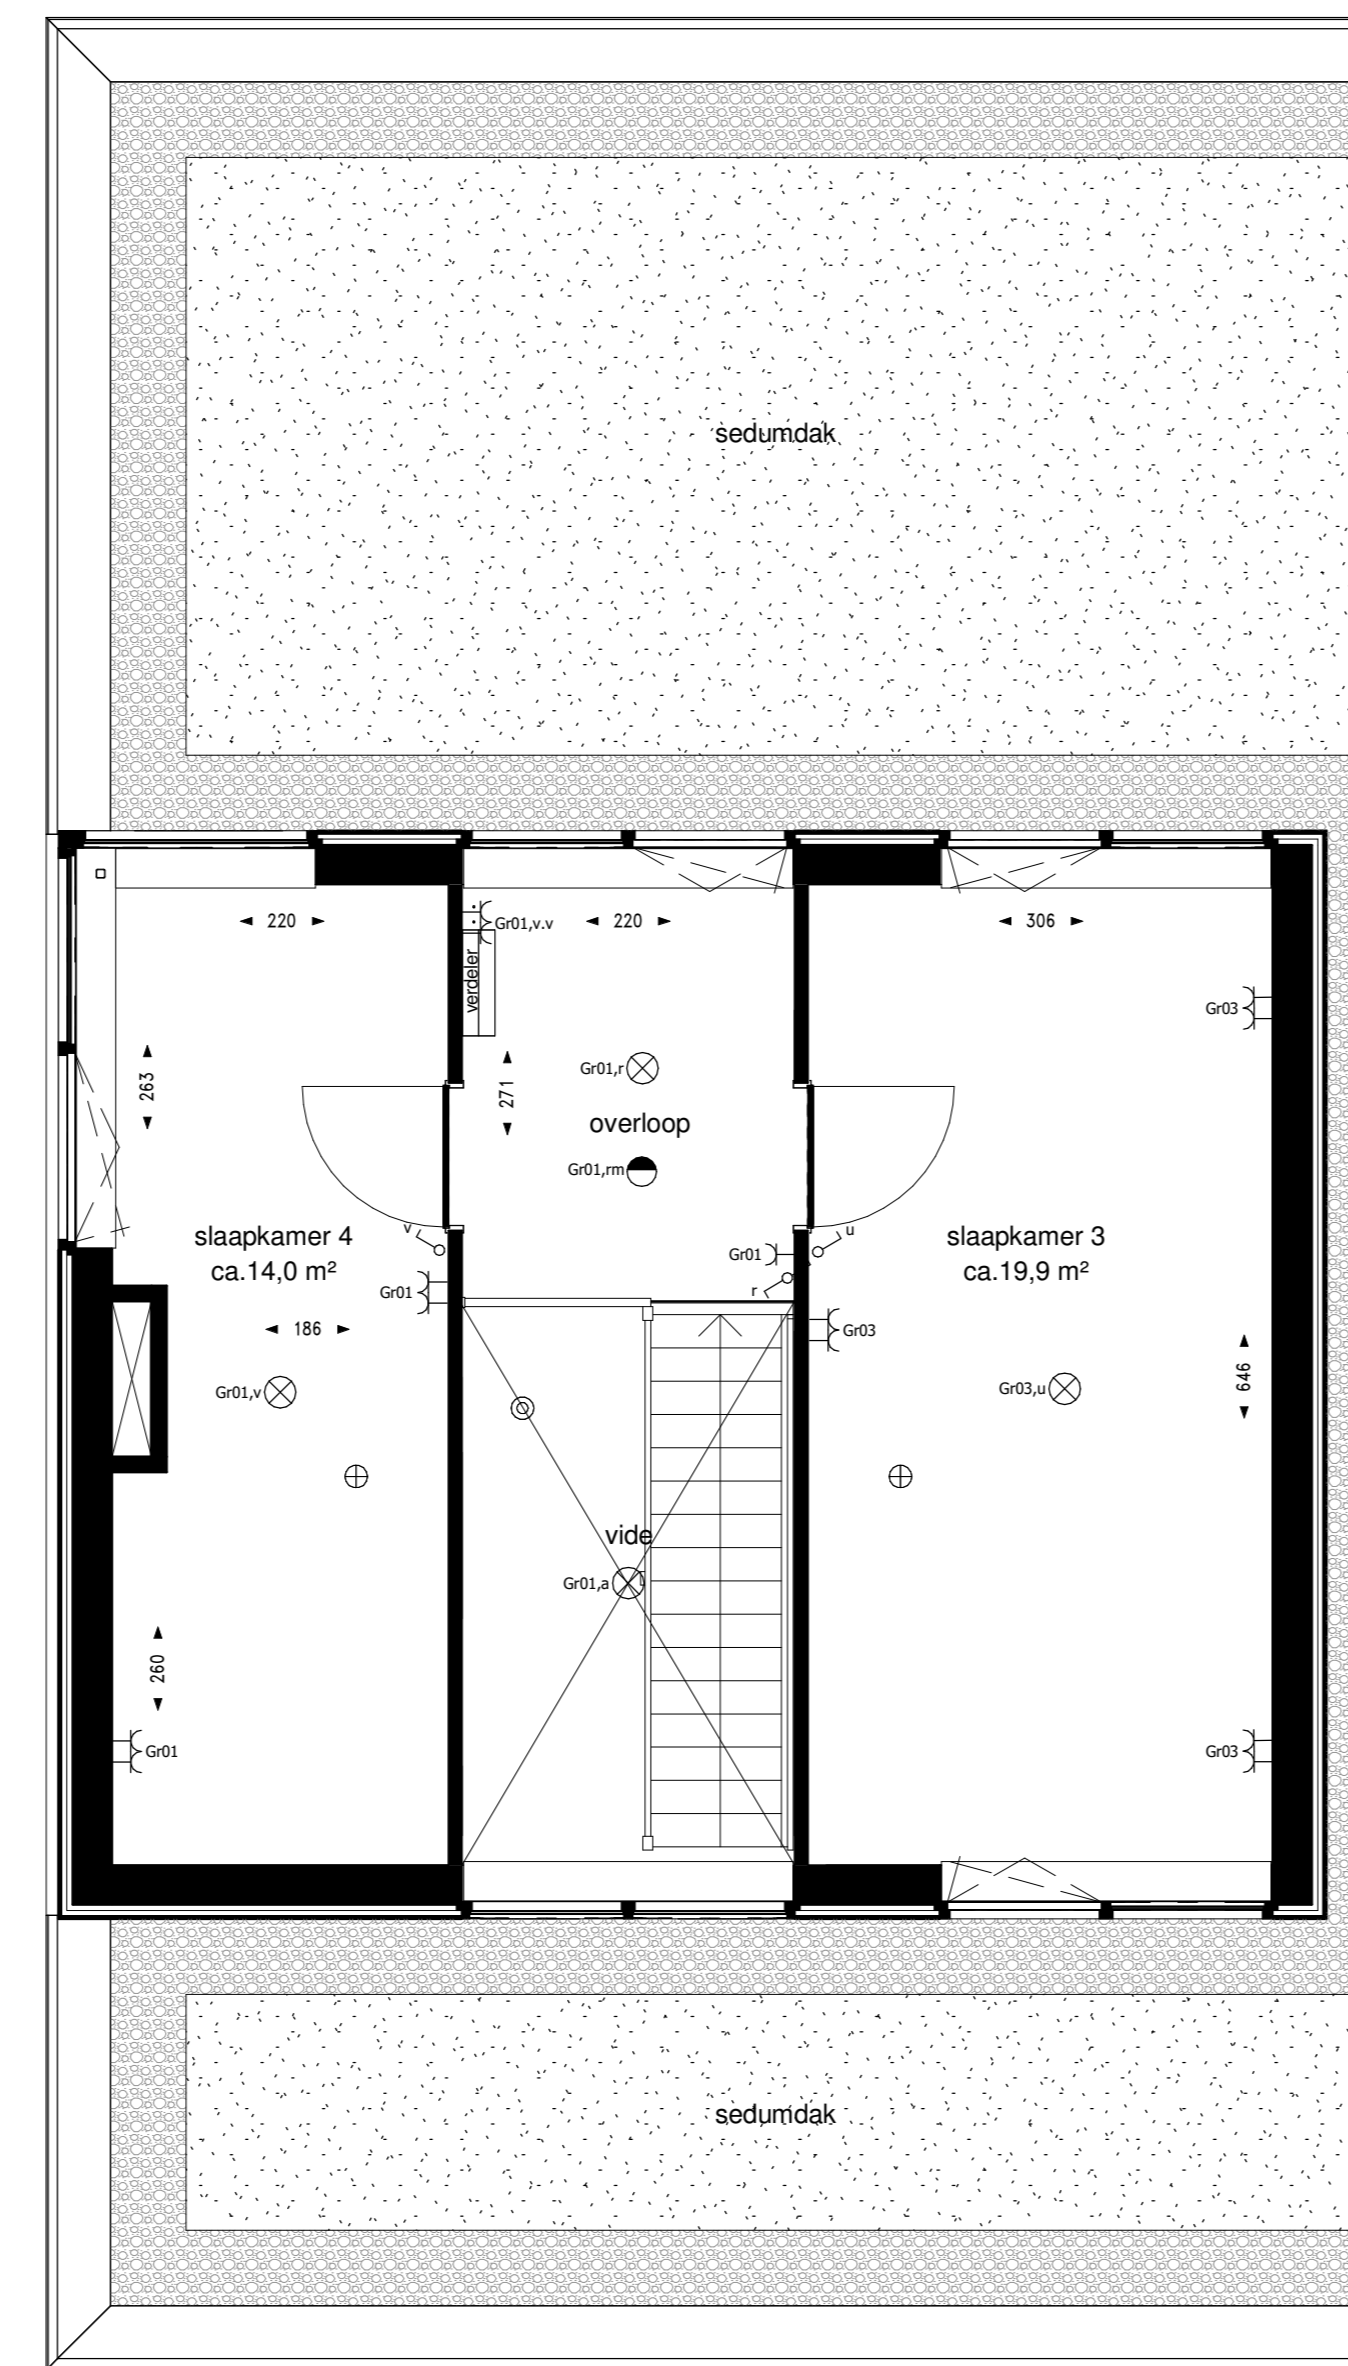 sedumdak
220
Gr01,v.v
220
306
verdeler
Gr03
263
271
Gr01,r
overloop
Gr01,rm
v
slaapkamer 4
ca.14,0 m²
u
slaapkamer 3
ca.19,9 m²
Gr01
Gr01
r
186
Gr03
Gr01,v
Gr03,u
646
vide
Gr01,a
260
Gr01
Gr03
sedumdak